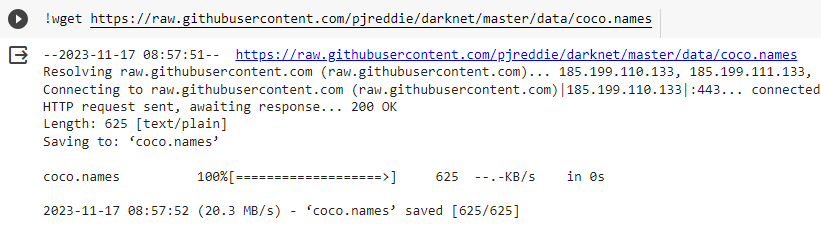 !wget https://raw.githubusercontent.com/pjreddie/darknet/master/data/coco.names
--2023-11-17 08:57:51--  https://raw.githubusercontent.com/pjreddie/darknet/master/data/coco.names
Resolving raw.githubusercontent.com (raw.githubusercontent.com)... 185.199.110.133, 185.199.111.133,
Connecting to raw.githubusercontent.com (raw.githubusercontent.com)|185.199.110.133|:443... connected
HTTP request sent, awaiting response... 200 OK
Length: 625 [text/plain]
Saving to: ‘coco.names’
coco.names          100%[===================>]     625  --.-KB/s    in 0s
2023-11-17 08:57:52 (20.3 MB/s) - ‘coco.names’ saved [625/625]